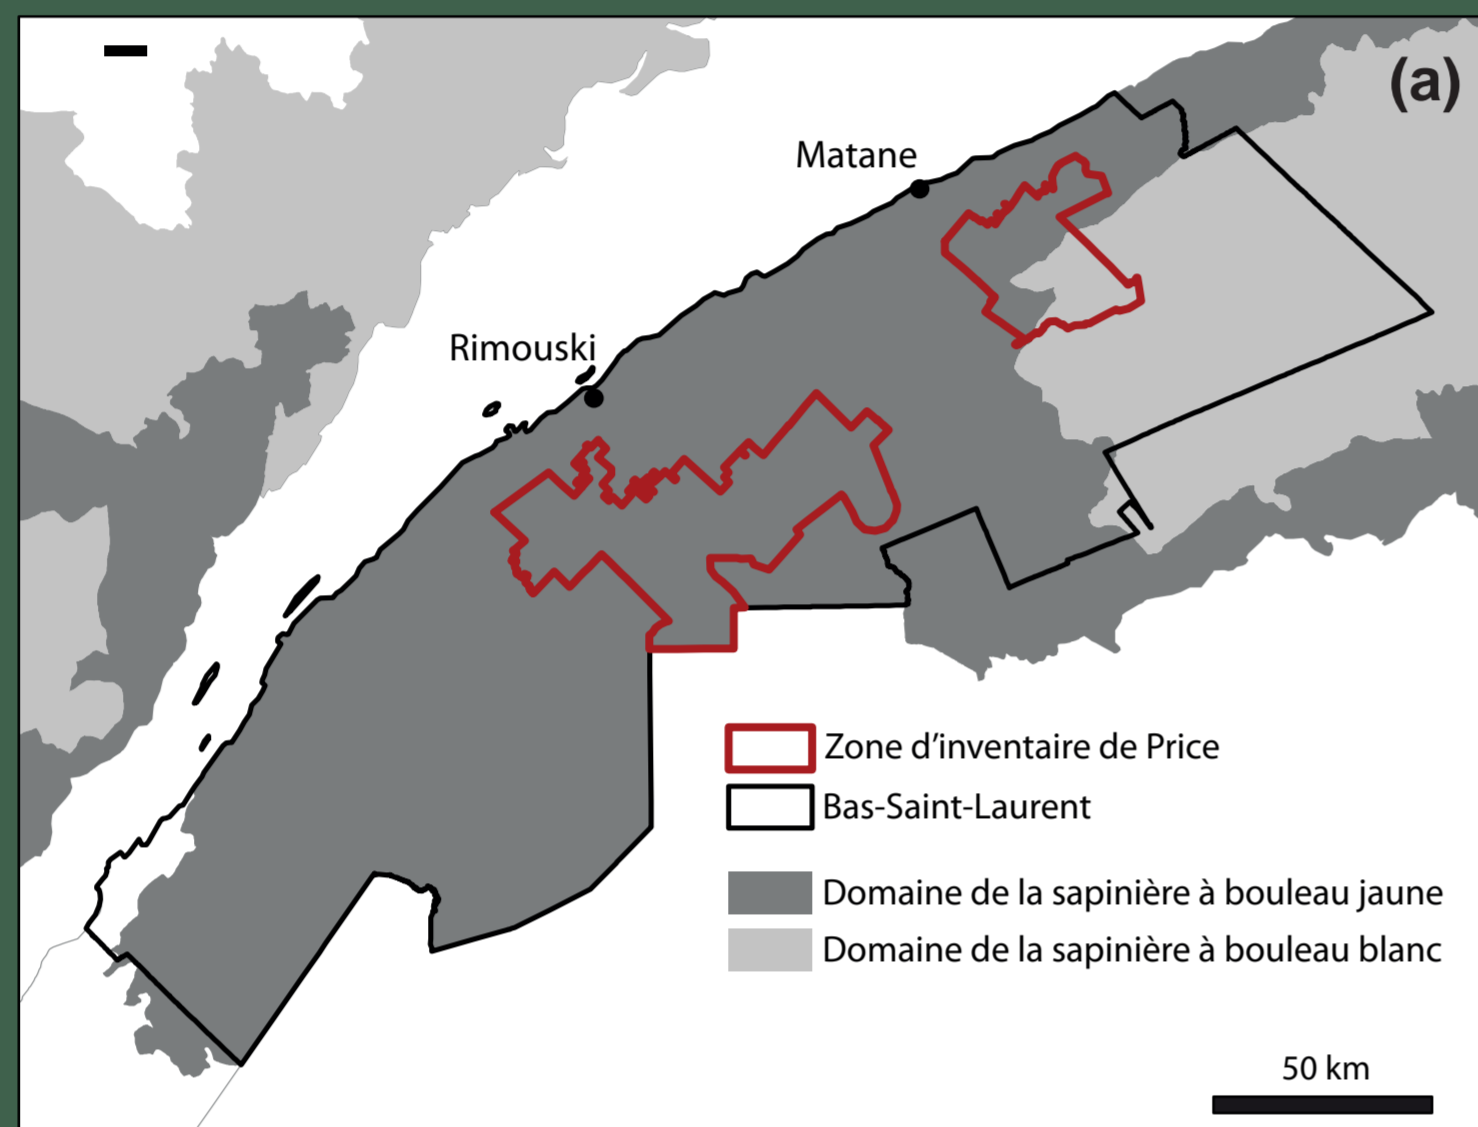 (a)
Matane
Rimouski
Zone d'inventaire de Price
Bas-Saint-Laurent
Domaine de la sapinière à bouleau jaune
Domaine de la sapinière à bouleau blanc
50 km